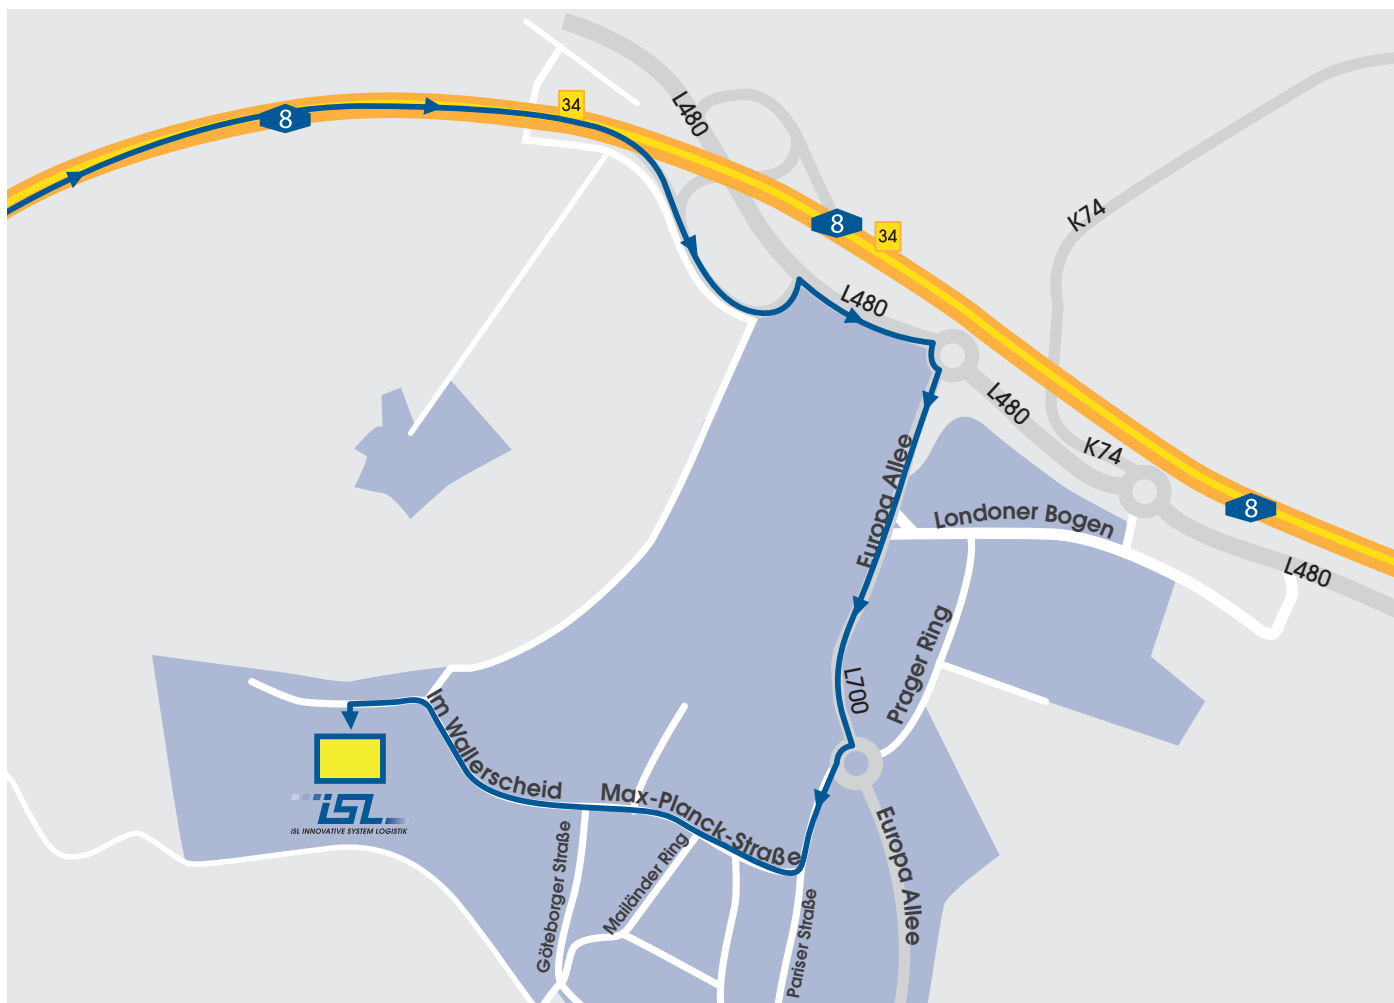 34
L480
8
K74
8
34
L480
L480
K74
Europa Allee
8
Londoner Bogen
L480
Prager Ring
L700
Im Wallerscheid
Max-Planck-Straße
iSL
iSL INNOVATIVE SYSTEM LOGISTIK
Göteborger Straße
Mailänder Ring
Pariser Straße
Europa Allee